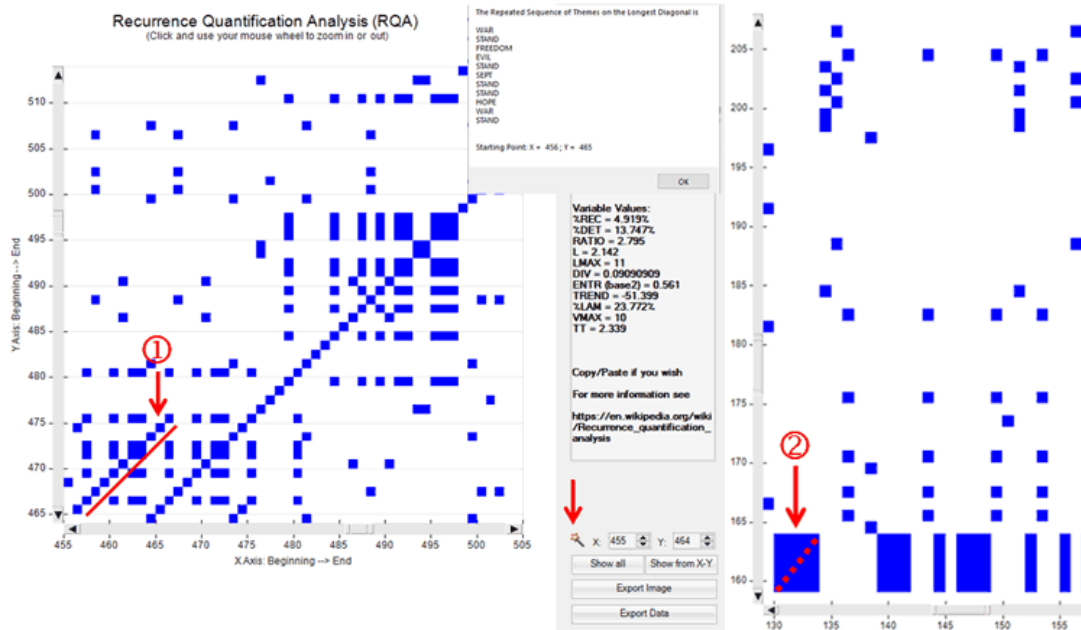 Recurrence Quantification Analysis (RQA)
(Click and use your mouse wheel to zoom in or out)
Y Axis: Beginning --> End
510
505
500
495
490
485
480
475
470
465
455
460
465
470
475
480
485
490
495
500
505
X Axis: Beginning --> End
①
The Repeated Sequence of Themes on the Longest Diagonal is
WAR
STAND
FREEDOM
EVIL
STAND
SEPT
STAND
STAND
HOPE
WAR
STAND
Starting Point: X = 456 ; Y = 465
OK
Variable Values:
%REC = 4.919%
%DET = 13.747%
RATIO = 2.795
L = 2.142
LMAX = 11
DIV = 0.09090909
ENTR (base2) = 0.561
TREND = -51.399
%LAM = 23.772%
VMAX = 10
TT = 2.339
Copy/Paste if you wish
For more information see
https://en.wikipedia.org/wiki
/Recurrence_quantification_
analysis
X: 455 Y: 464
Show all Show from X-Y
Export Image
Export Data
205
200
195
190
185
180
175
170
165
160
130
135
140
145
150
155
②